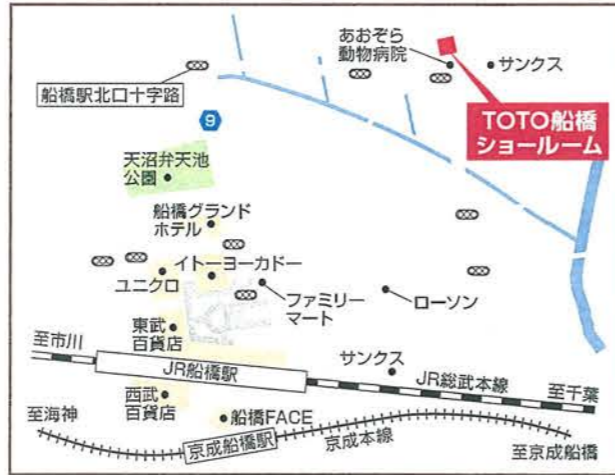 あおぞら
動物病院
サンクス
船橋駅北口十字路
TOTO船橋
ショールーム
9
天沼弁天池
公園
船橋グランド
ホテル
イトーヨーカドー
ユニクロ
ファミリー
マート
ローソン
東武
百貨店
至市川
JR船橋駅
サンクス
JR総武本線
至千葉
西武
百貨店
至海神
船橋FACE
京成船橋駅
京成本線
至京成船橋